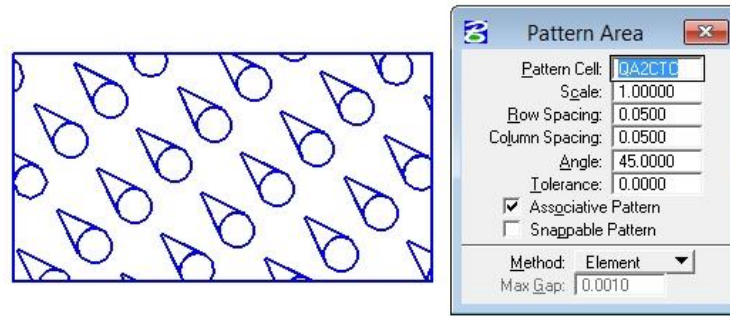 Pattern Area
Pattern Cell: QA2CTC
Scale: 1.00000
Row Spacing: 0.0500
Column Spacing: 0.0500
Angle: 45.0000
Tolerance: 0.0000
Associative Pattern
Snappable Pattern
Method: Element
Max Gap: 0.0010